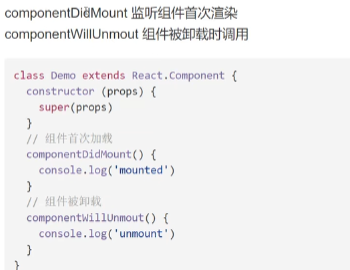 componentDidMount 监听组件首次渲染
componentWillUnmout 组件被卸载时调用
class Demo extends React.Component {
  constructor (props) {
    super(props)
  }
  // 组件首次加载
  componentDidMount() {
    console.log('mounted')
  }
  // 组件被卸载
  componentWillUnmout() {
    console.log('unmount')
  }
}